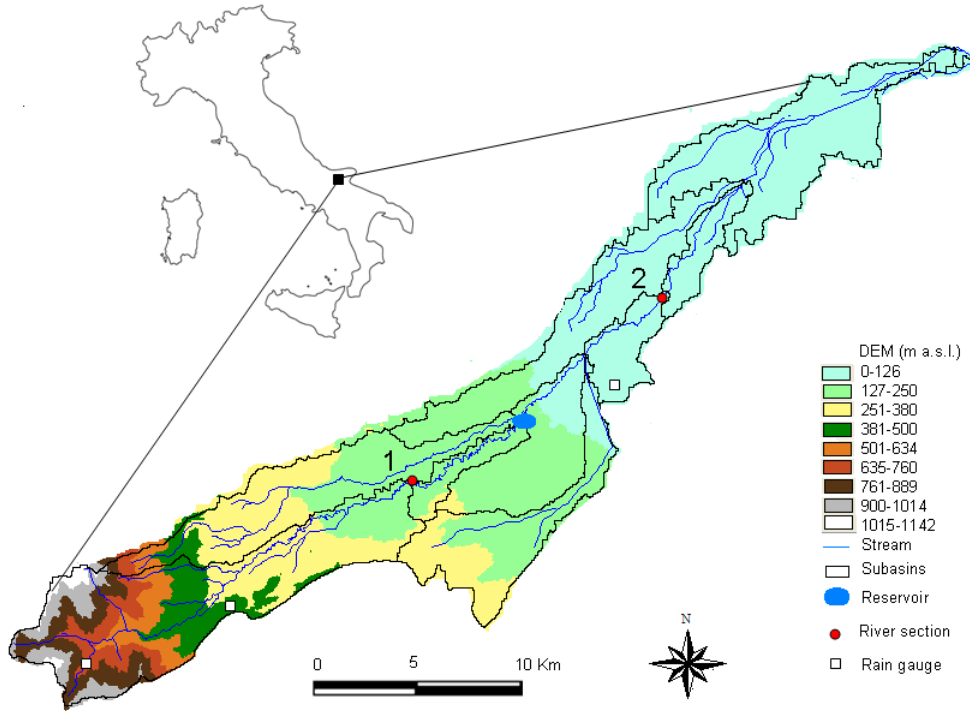 2
1
DEM (m a.s.l.)
0-126
127-250
251-380
381-500
501-634
635-760
761-889
900-1014
1015-1142
Stream
Subasins
Reservoir
River section
Rain gauge
N
0 5 10 Km